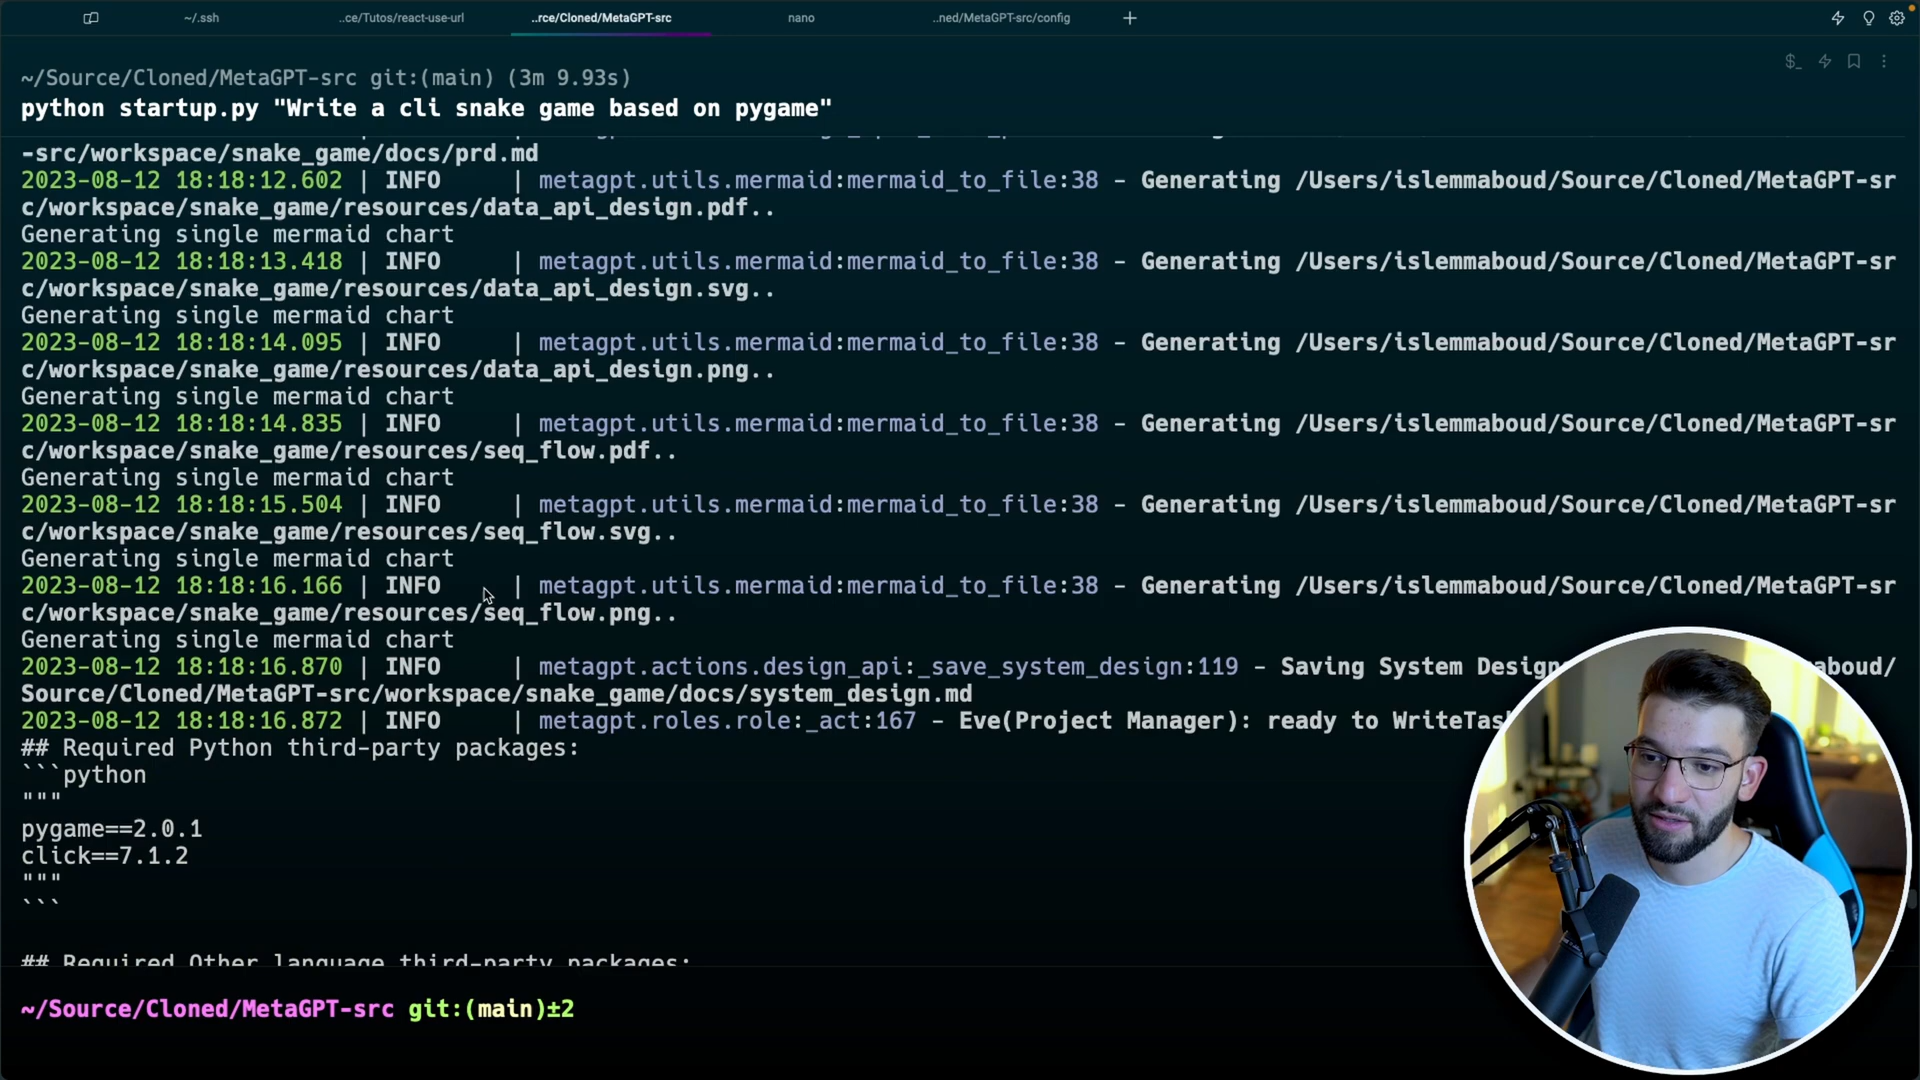 ~/.ssh
..ce/Tutos/react-use-url
..rce/Cloned/MetaGPT-src
nano
..ned/MetaGPT-src/config
~/Source/Cloned/MetaGPT-src git:(main) (3m 9.93s)
python startup.py "Write a cli snake game based on pygame"
-src/workspace/snake_game/docs/prd.md
2023-08-12 18:18:12.602 | INFO     | metagpt.utils.mermaid:mermaid_to_file:38 - Generating /Users/islemmaboud/Source/Cloned/MetaGPT-sr
c/workspace/snake_game/resources/data_api_design.pdf..
Generating single mermaid chart
2023-08-12 18:18:13.418 | INFO     | metagpt.utils.mermaid:mermaid_to_file:38 - Generating /Users/islemmaboud/Source/Cloned/MetaGPT-sr
c/workspace/snake_game/resources/data_api_design.svg..
Generating single mermaid chart
2023-08-12 18:18:14.095 | INFO     | metagpt.utils.mermaid:mermaid_to_file:38 - Generating /Users/islemmaboud/Source/Cloned/MetaGPT-sr
c/workspace/snake_game/resources/data_api_design.png..
Generating single mermaid chart
2023-08-12 18:18:14.835 | INFO     | metagpt.utils.mermaid:mermaid_to_file:38 - Generating /Users/islemmaboud/Source/Cloned/MetaGPT-sr
c/workspace/snake_game/resources/seq_flow.pdf..
Generating single mermaid chart
2023-08-12 18:18:15.504 | INFO     | metagpt.utils.mermaid:mermaid_to_file:38 - Generating /Users/islemmaboud/Source/Cloned/MetaGPT-sr
c/workspace/snake_game/resources/seq_flow.svg..
Generating single mermaid chart
2023-08-12 18:18:16.166 | INFO     | metagpt.utils.mermaid:mermaid_to_file:38 - Generating /Users/islemmaboud/Source/Cloned/MetaGPT-sr
c/workspace/snake_game/resources/seq_flow.png..
Generating single mermaid chart
2023-08-12 18:18:16.870 | INFO     | metagpt.actions.design_api:_save_system_design:119 - Saving System Design aboud/
Source/Cloned/MetaGPT-src/workspace/snake_game/docs/system_design.md
2023-08-12 18:18:16.872 | INFO     | metagpt.roles.role:_act:167 - Eve(Project Manager): ready to WriteTas
## Required Python third-party packages:
```python
"""
pygame==2.0.1
click==7.1.2
"""
```
## Required Other language third-party packages:
~/Source/Cloned/MetaGPT-src git:(main)±2